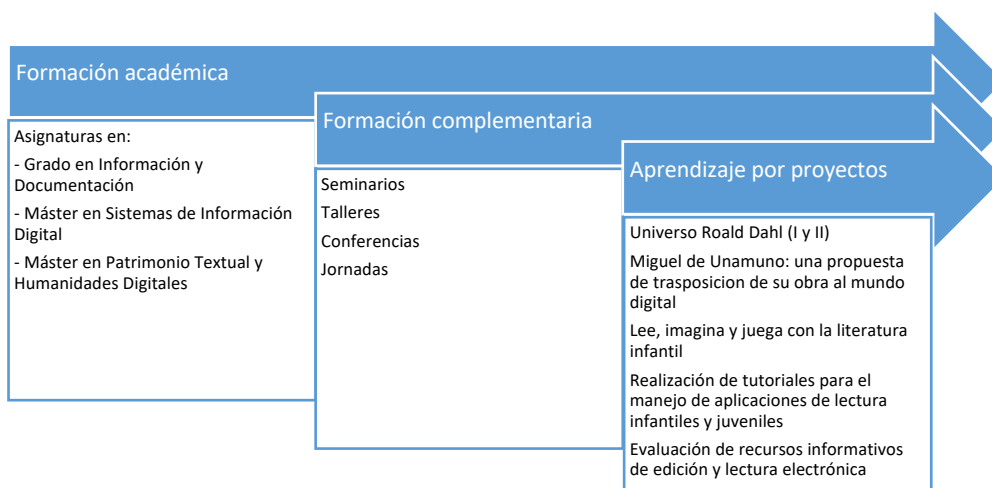 Formación académica
Asignaturas en:
- Grado en Información y
Documentación
- Máster en Sistemas de Información
Digital
- Máster en Patrimonio Textual y
Humanidades Digitales
Formación complementaria
Seminarios
Talleres
Conferencias
Jornadas
Aprendizaje por proyectos
Universo Roald Dahl (I y II)
Miguel de Unamuno: una propuesta
de trasposicion de su obra al mundo
digital
Lee, imagina y juega con la literatura
infantil
Realización de tutoriales para el
manejo de aplicaciones de lectura
infantiles y juveniles
Evaluación de recursos informativos
de edición y lectura electrónica